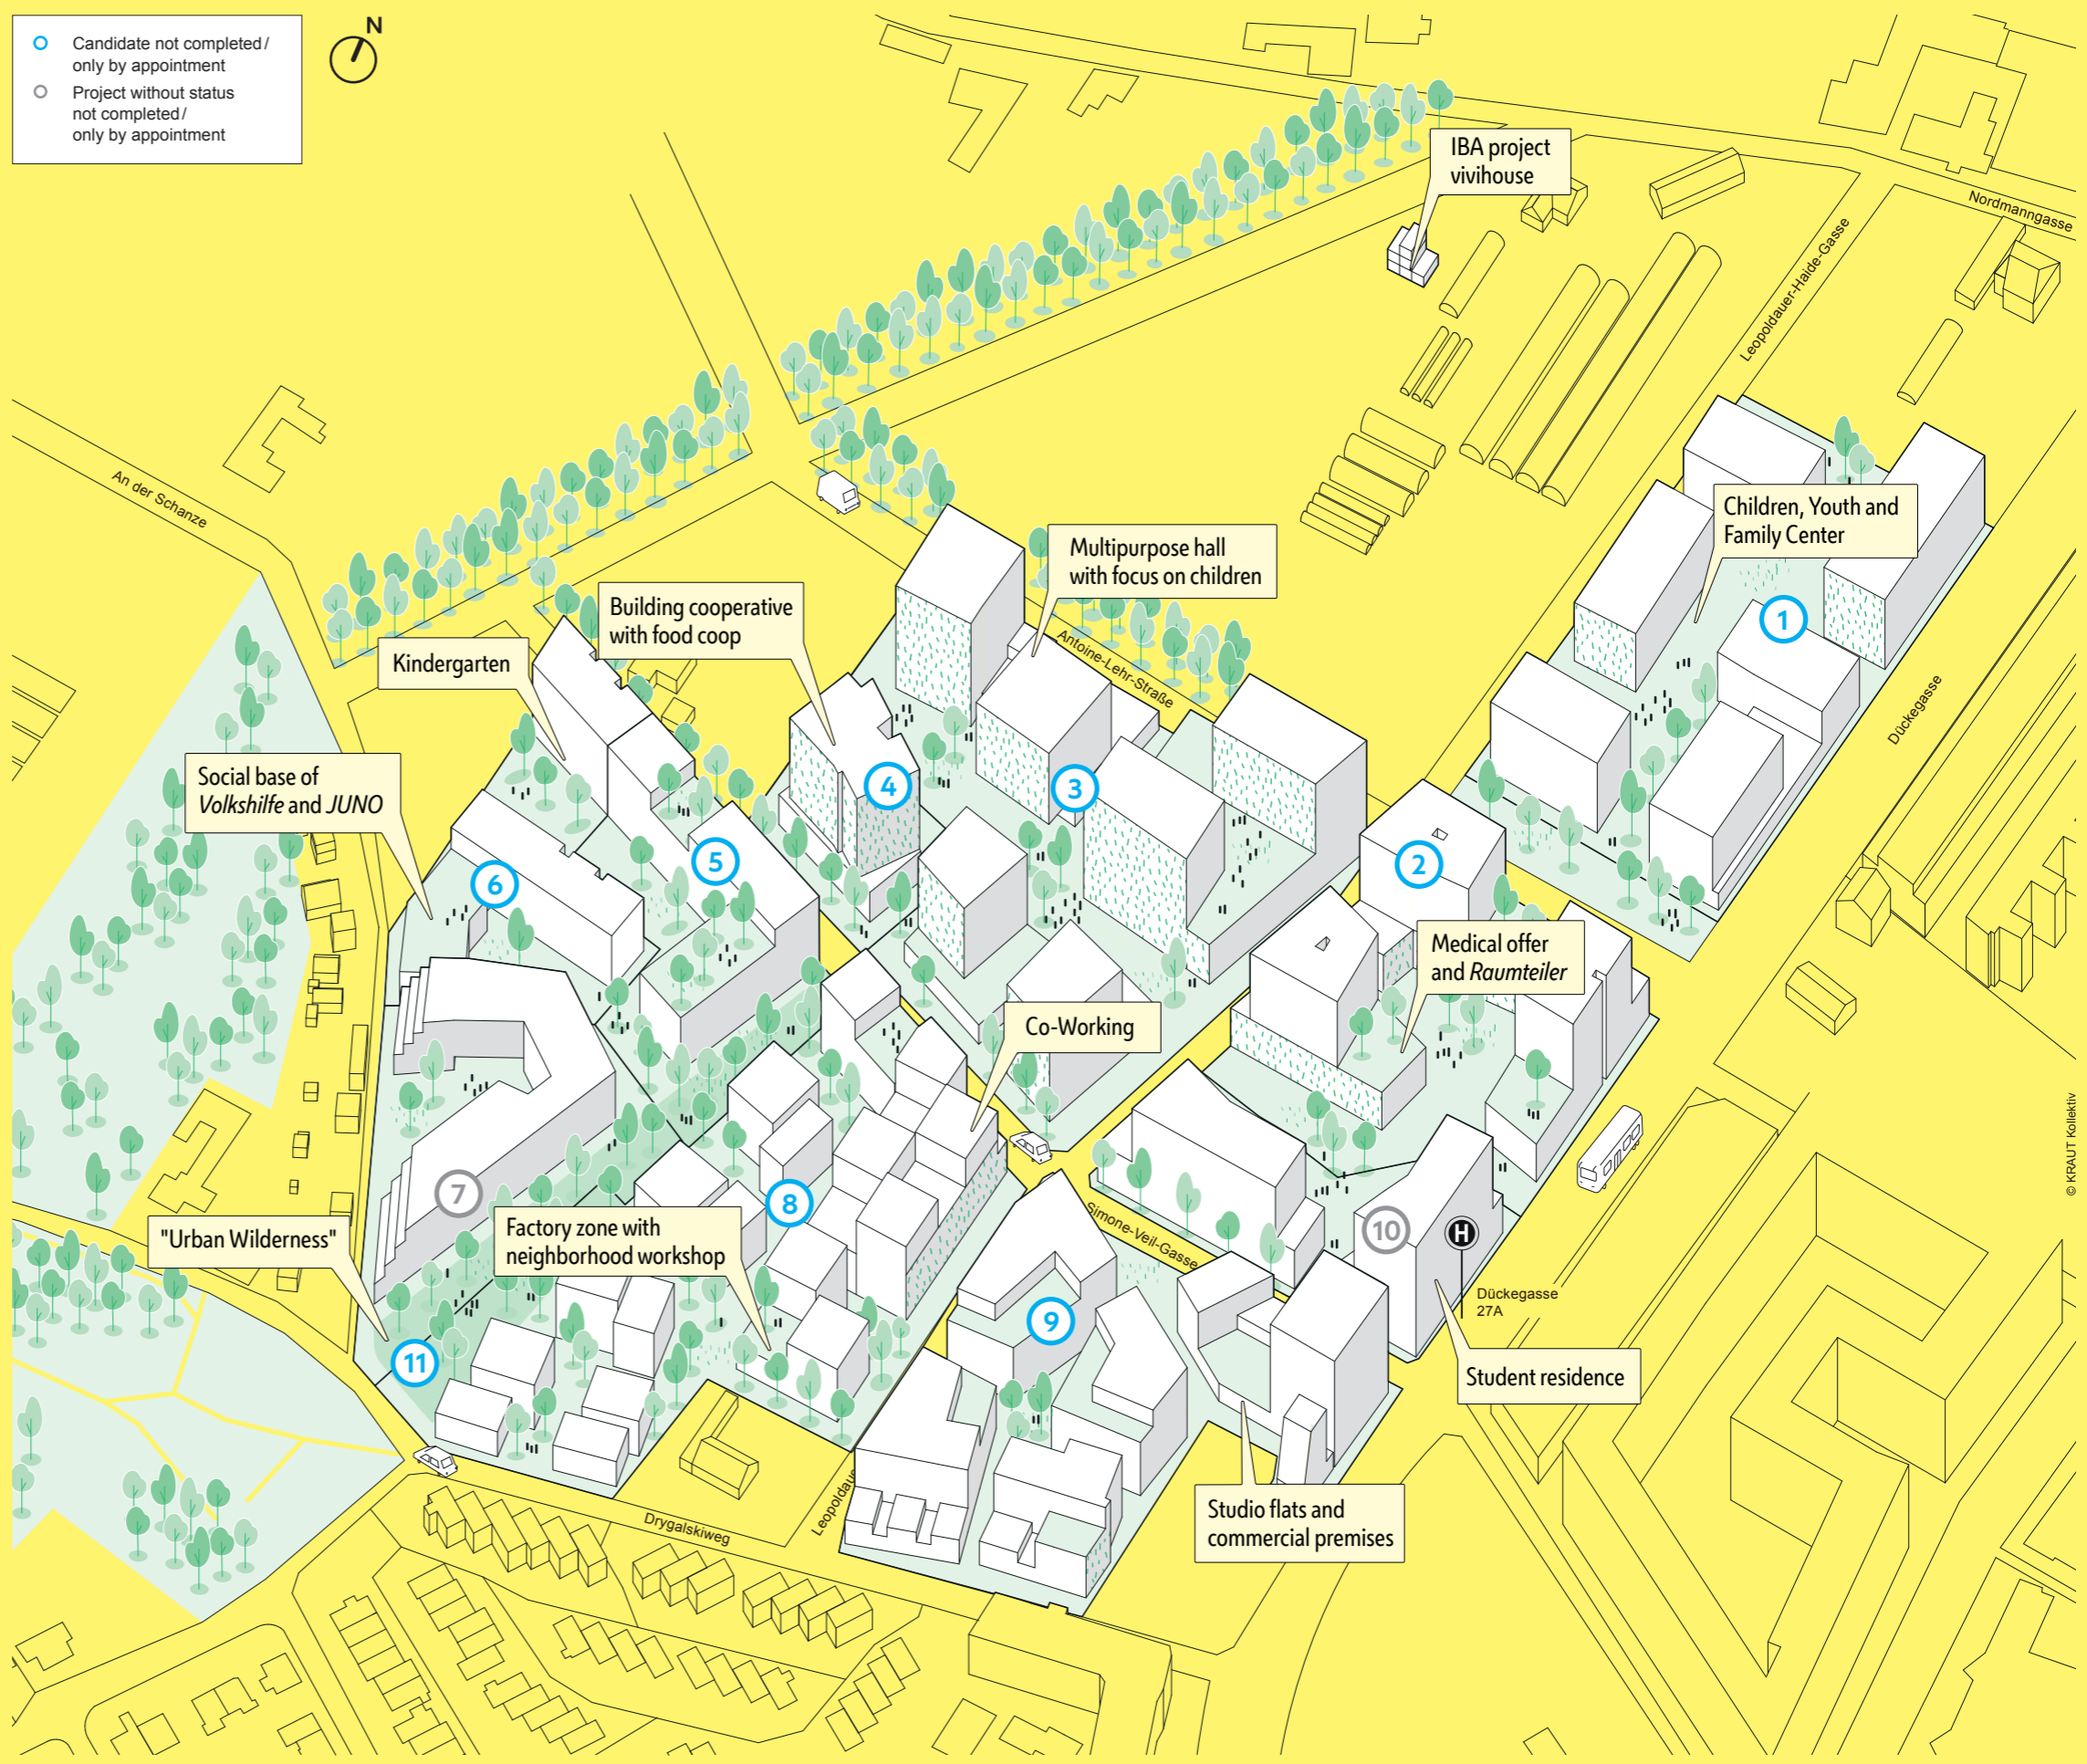 Candidate not completed /
only by appointment
Project without status
not completed /
only by appointment
N
IBA project
vivihouse
Nordmanngasse
Leopoldauer-Haide-Gasse
An der Schanze
Children, Youth and
Family Center
Multipurpose hall
with focus on children
Building cooperative
with food coop
Kindergarten
Antoine-Lehr-Straße
Dückegasse
Social base of
Volkshilfe and JUNO
1
2
3
4
5
6
Medical offer
and Raumteiler
Co-Working
© KRAUT Kollektiv
7
8
Simone-Veil-Gasse
10
H
"Urban Wilderness"
Factory zone with
neighborhood workshop
Dückegasse
27A
9
11
Student residence
Studio flats and
commercial premises
Leopoldau
Drygalskiweg